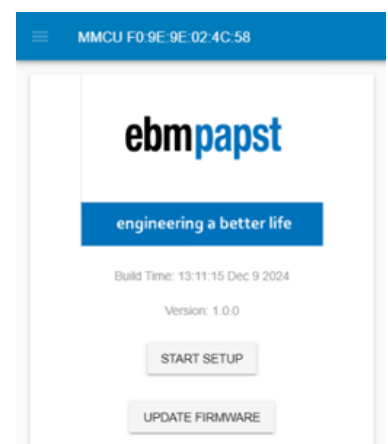 MMCU F0:9E:9E:02:4C:58
ebmpapst
engineering a better life
Build Time: 13:11:15 Dec 9 2024
Version: 1.0.0
START SETUP
UPDATE FIRMWARE